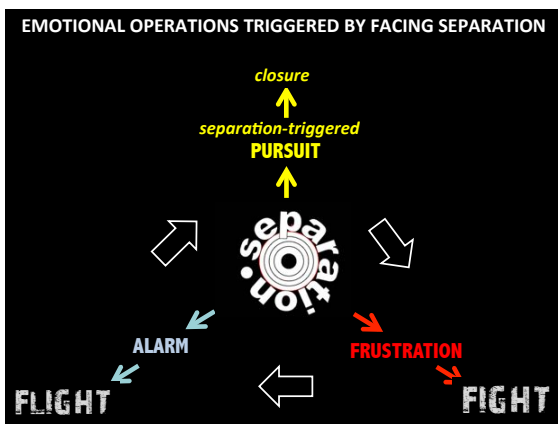 EMOTIONAL OPERATIONS TRIGGERED BY FACING SEPARATION
closure
separation-triggered
PURSUIT
separation
ALARM
FRUSTRATION
FLIGHT
FIGHT